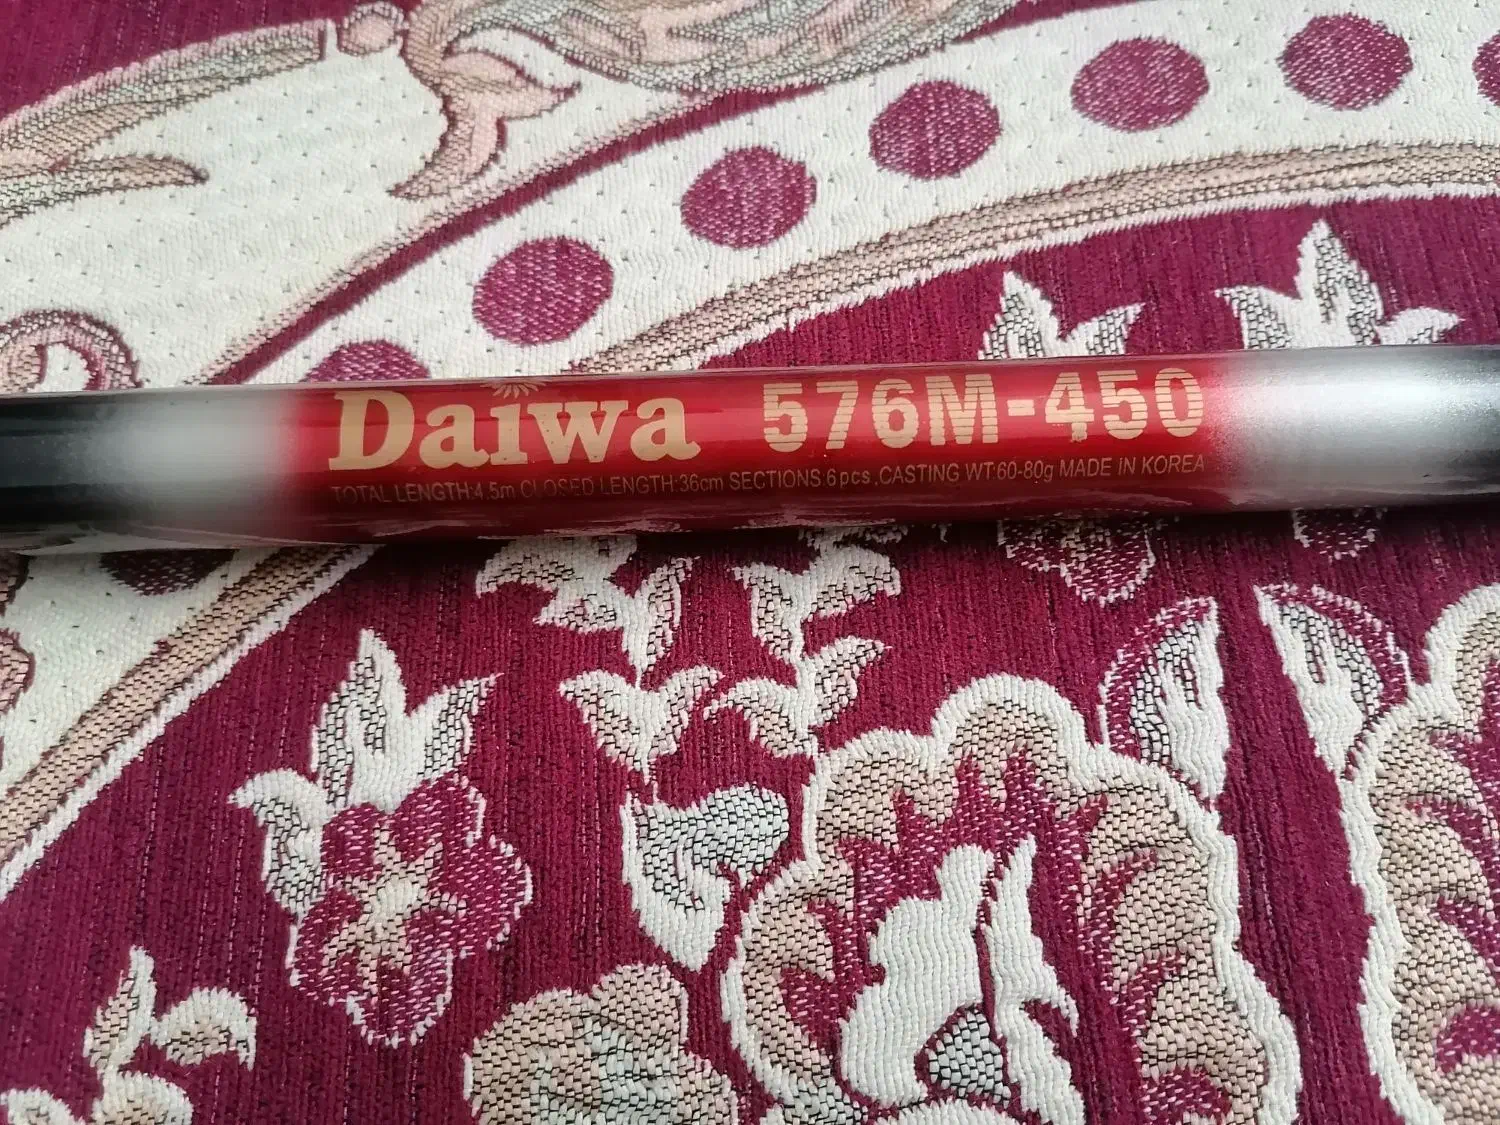 Daiwa 576M-450
TOTAL LENGTH:4.5m CLOSED LENGTH:36cm SECTIONS.6pcs.,CASTING WT:60-80g MADE IN KOREA